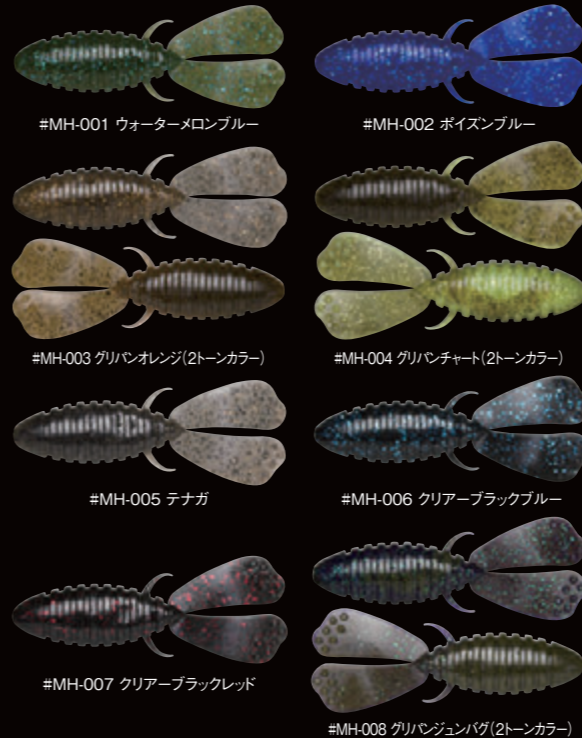 #MH-001 ウォーターメロンブルー
#MH-002 ポイズンブルー
#MH-003 グリパンオレンジ(2トーンカラー)
#MH-004 グリパンチャート(2トーンカラー)
#MH-005 テナガ
#MH-006 クリアーブラックブルー
#MH-007 クリアーブラックレッド
#MH-008 グリパンジュンバグ(2トーンカラー)